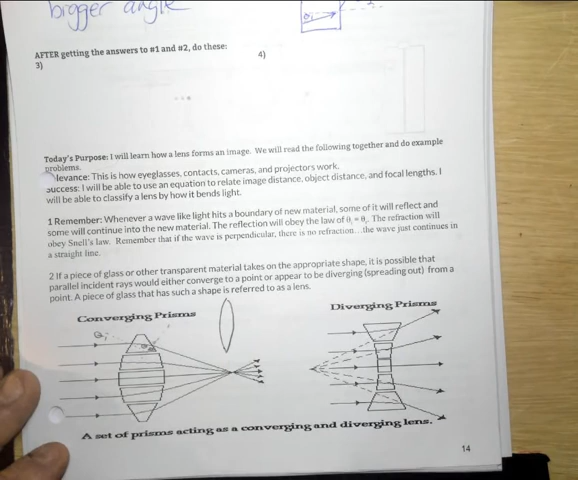 bigger angle
θi
AFTER getting the answers to #1 and #2, do these:
3)
4)
Today's Purpose: I will learn how a lens forms an image. We will read the following together and do example
problems.
levance: This is how eyeglasses, contacts, cameras, and projectors work.
success: I will be able to use an equation to relate image distance, object distance, and focal lengths. I
will be able to classify a lens by how it bends light.
1 Remember: Whenever a wave like light hits a boundary of new material, some of it will reflect and
some will continue into the new material. The reflection will obey the law of θi = θr. The refraction will
obey Snell's law. Remember that if the wave is perpendicular, there is no refraction…the wave just continues in
a straight line.
2 If a piece of glass or other transparent material takes on the appropriate shape, it is possible that
parallel incident rays would either converge to a point or appear to be diverging (spreading out) from a
point. A piece of glass that has such a shape is referred to as a lens.
Converging Prisms
Diverging Prisms
θi
A set of prisms acting as a converging and diverging lens.
14